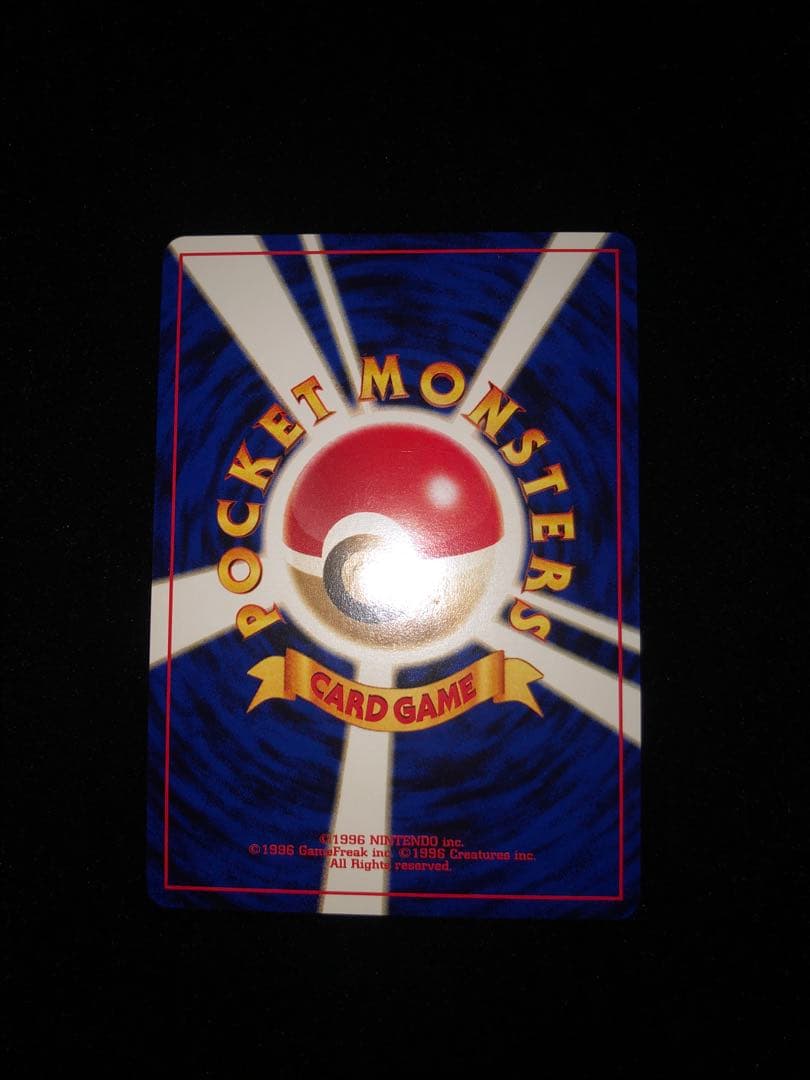 POCKET MONSTERS
CARD GAME
©1996 NINTENDO inc.
©1996 GameFreak inc. ©1996 Creatures inc.
All Rights reserved.